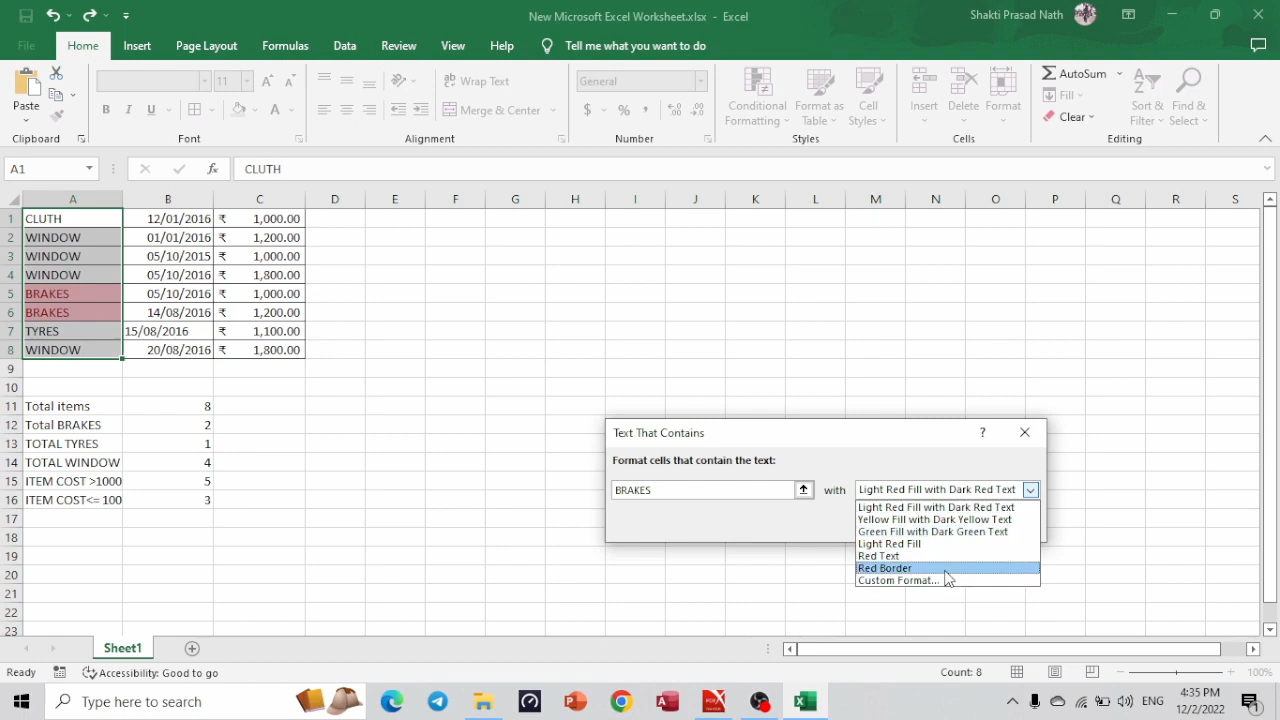 New Microsoft Excel Worksheet.xlsx - Excel
Shakti Prasad Nath
File Home Insert Page Layout Formulas Data Review View Help Tell me what you want to do
Paste
Clipboard
11
B I U
Font
Wrap Text
Merge & Center
Alignment
General
$ % ,
Number
Conditional Formatting
Format as Table
Cell Styles
Styles
Insert
Delete
Format
Cells
AutoSum
Fill
Clear
Sort & Filter
Find & Select
Editing
A1 fx CLUTH
A B C D E F G H I J K L M N O P Q R S
1 CLUTH 12/01/2016 ₹ 1,000.00
2 WINDOW 01/01/2016 ₹ 1,200.00
3 WINDOW 05/10/2015 ₹ 1,000.00
4 WINDOW 05/10/2016 ₹ 1,800.00
5 BRAKES 05/10/2016 ₹ 1,000.00
6 BRAKES 14/08/2016 ₹ 1,200.00
7 TYRES 15/08/2016 ₹ 1,100.00
8 WINDOW 20/08/2016 ₹ 1,800.00
9
10
11 Total items 8
12 Total BRAKES 2
13 TOTAL TYRES 1
14 TOTAL WINDOW 4
15 ITEM COST >1000 5
16 ITEM COST<= 100 3
17
18
19
20
21
22
23
Text That Contains ?
Format cells that contain the text:
BRAKES with Light Red Fill with Dark Red Text
Light Red Fill with Dark Red Text
Yellow Fill with Dark Yellow Text
Green Fill with Dark Green Text
Light Red Fill
Red Text
Red Border
Custom Format...
Sheet1
Ready Accessibility: Good to go Count: 8 100%
Type here to search
ENG
4:35 PM
12/2/2022